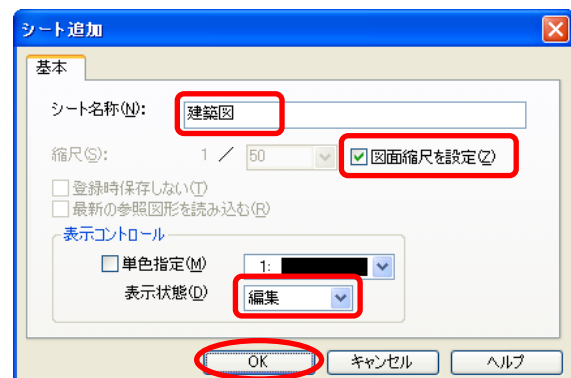 シート追加
基本
シート名称(N): 建築図
縮尺(S): 1 / 50 図面縮尺を設定(Z)
登録時保存しない(T)
最新の参照図形を読み込む(R)
表示コントロール
単色指定(M) 1:
表示状態(D) 編集
OK キャンセル ヘルプ